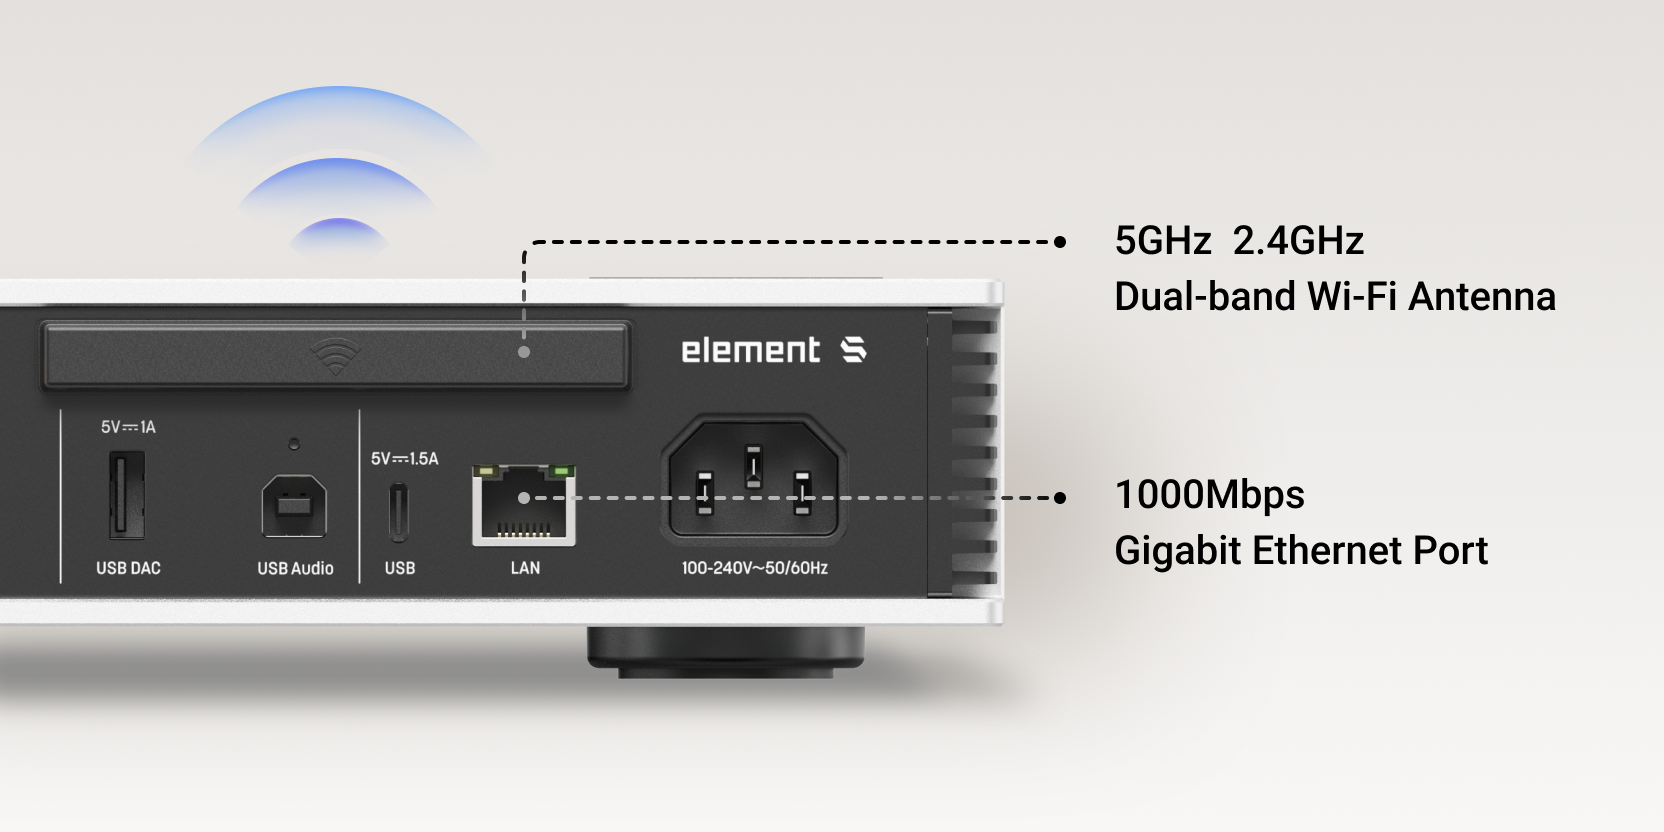 5GHz 2.4GHz
Dual-band Wi-Fi Antenna
element S
5V⎓1A
5V⎓1.5A
1000Mbps
Gigabit Ethernet Port
USB DAC
USB Audio
USB
LAN
100-240V~50/60Hz